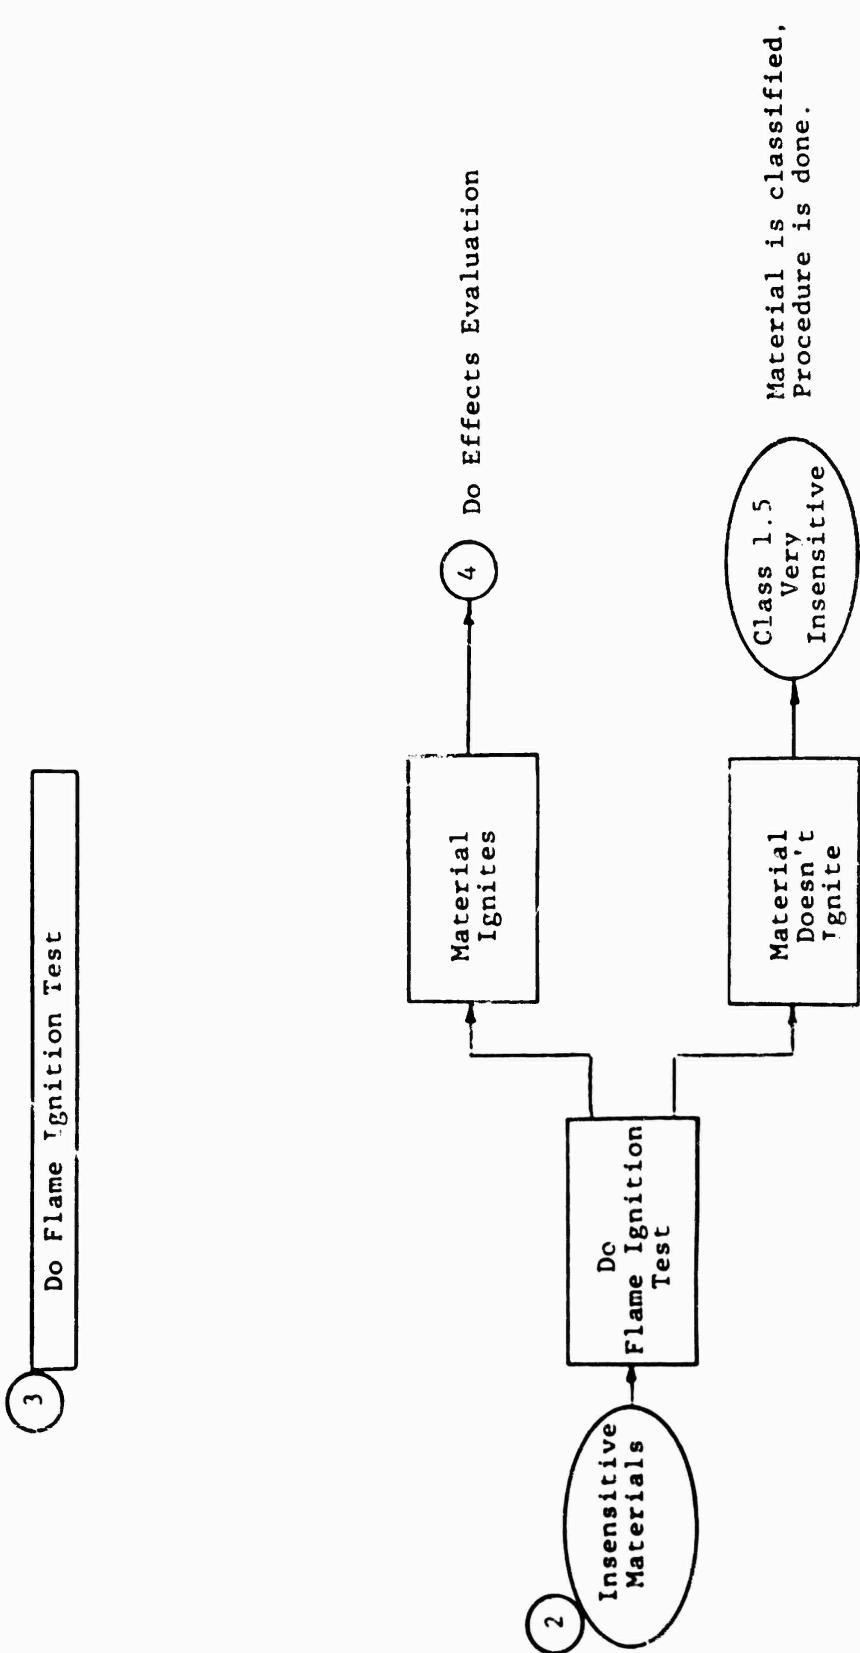 3
Do Flame Ignition Test
2
Insensitive
Materials
Do
Flame Ignition
Test
Material
Ignites
4
Do Effects Evaluation
Material
Doesn't
Ignite
Class 1.5
Very
Insensitive
Material is classified,
Procedure is done.